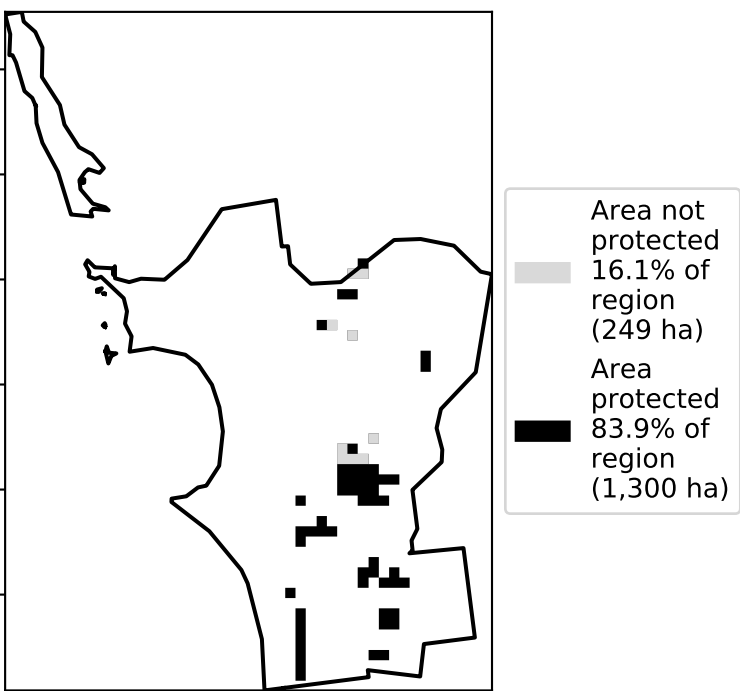 Area not
protected
16.1% of
region
(249 ha)
Area
protected
83.9% of
region
(1,300 ha)